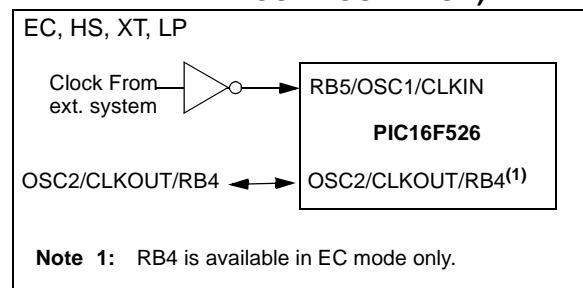 EC, HS, XT, LP
Clock From
ext. system
RB5/OSC1/CLKIN
PIC16F526
OSC2/CLKOUT/RB4
OSC2/CLKOUT/RB4(1)
Note 1: RB4 is available in EC mode only.